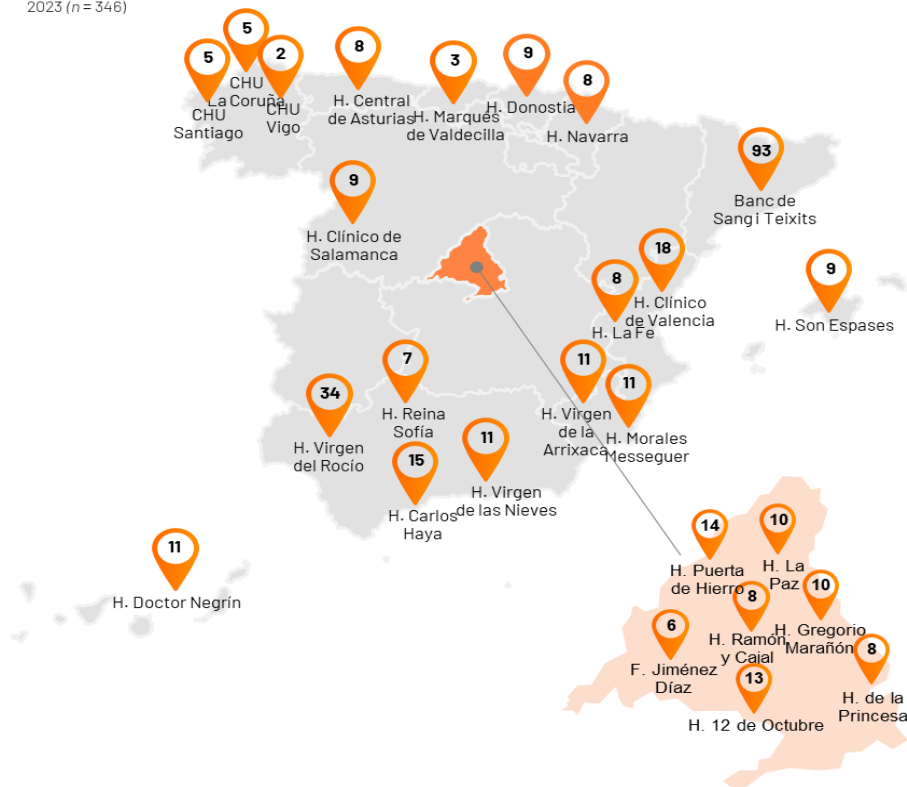 2023 (n = 346)
5
CHU
La Coruña
5
CHU
Santiago
2
CHU
Vigo
8
H. Central
de Asturias
3
H. Marqués
de Valdecilla
9
H. Donostia
8
H. Navarra
93
Banc de
Sang i Teixits
9
H. Clínico de
Salamanca
18
H. Clínico
de Valencia
8
H. La Fe
9
H. Son Espases
11
H. Virgen
de la
Arrixaca
11
H. Morales
Messeguer
7
H. Reina
Sofía
34
H. Virgen
del Rocío
11
H. Virgen
de las Nieves
15
H. Carlos
Haya
11
H. Doctor Negrín
14
H. Puerta
de Hierro
10
H. La
Paz
10
H. Gregorio
Marañón
8
H. Ramón
y Cajal
6
F. Jiménez
Díaz
8
H. de la
Princesa
13
H. 12 de Octubre